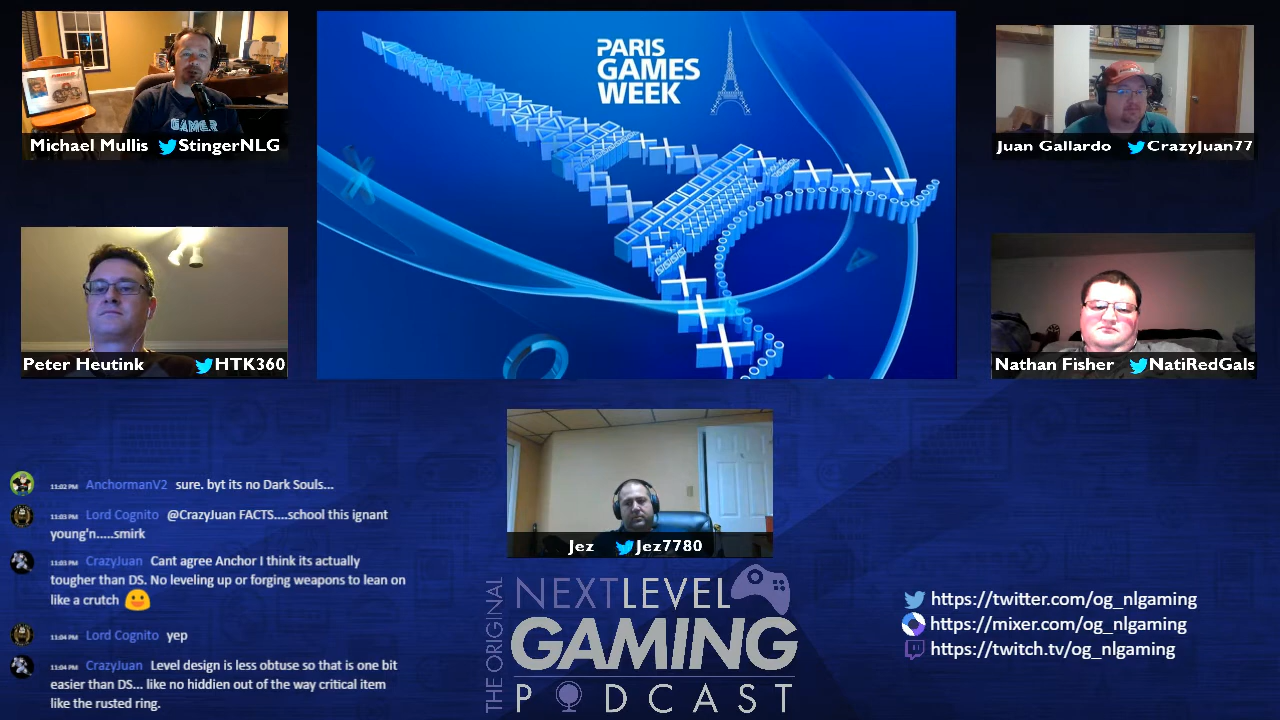 PARIS
GAMES
WEEK
GAMER
Michael Mullis StingerNLG
Juan Gallardo CrazyJuan77
Peter Heutink HTK360
Nathan Fisher NatiRedGals
Jez Jez7780
11:02 PM AnchormanV2 sure. byt its no Dark Souls...
11:03 PM Lord Cognito @CrazyJuan FACTS....school this ignant
young'n.....smirk
11:03 PM CrazyJuan Cant agree Anchor I think its actually
tougher than DS. No leveling up or forging weapons to lean on
like a crutch
11:04 PM Lord Cognito yep
11:04 PM CrazyJuan Level design is less obtuse so that is one bit
easier than DS... like no hiddien out of the way critical item
like the rusted ring.
THE ORIGINAL
NEXTLEVEL
GAMING
PODCAST
https://twitter.com/og_nlgaming
https://mixer.com/og_nlgaming
https://twitch.tv/og_nlgaming